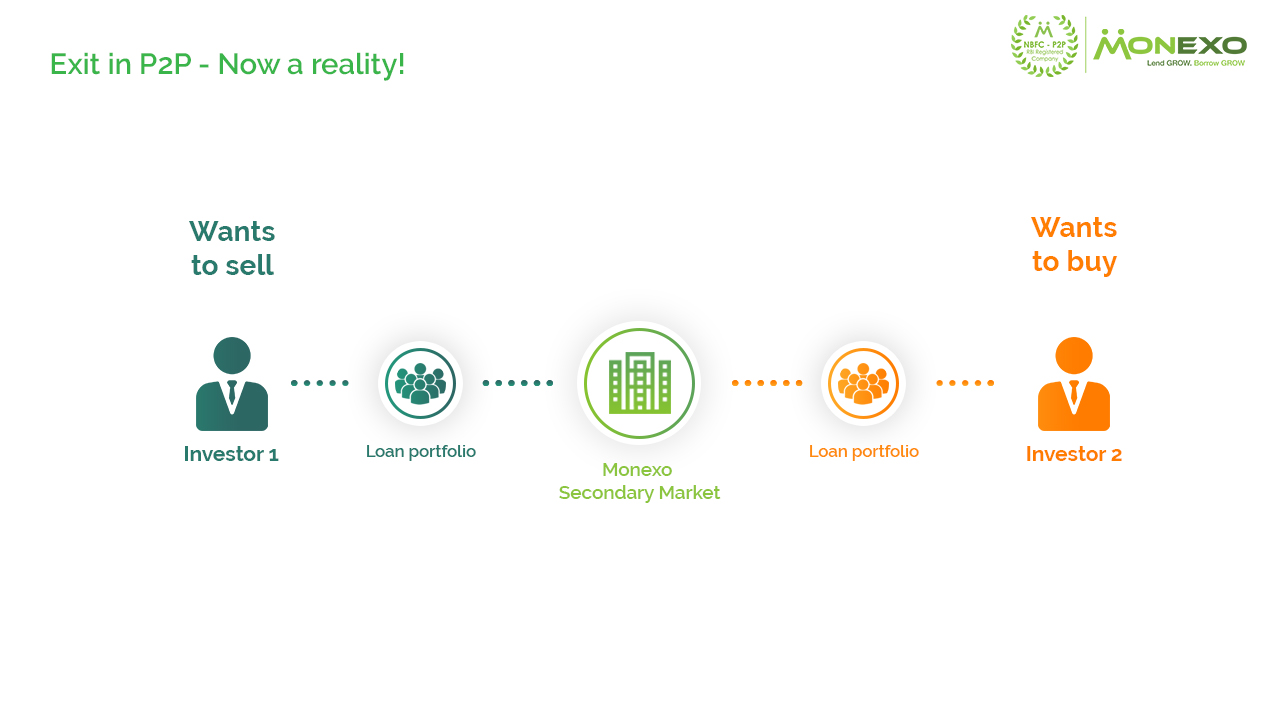 Exit in P2P - Now a reality!
NBFC - P2P
RBI Registered
Company
MONEXO
Lend GROW. Borrow GROW
Wants
to sell
Wants
to buy
Investor 1
Loan portfolio
Monexo
Secondary Market
Loan portfolio
Investor 2